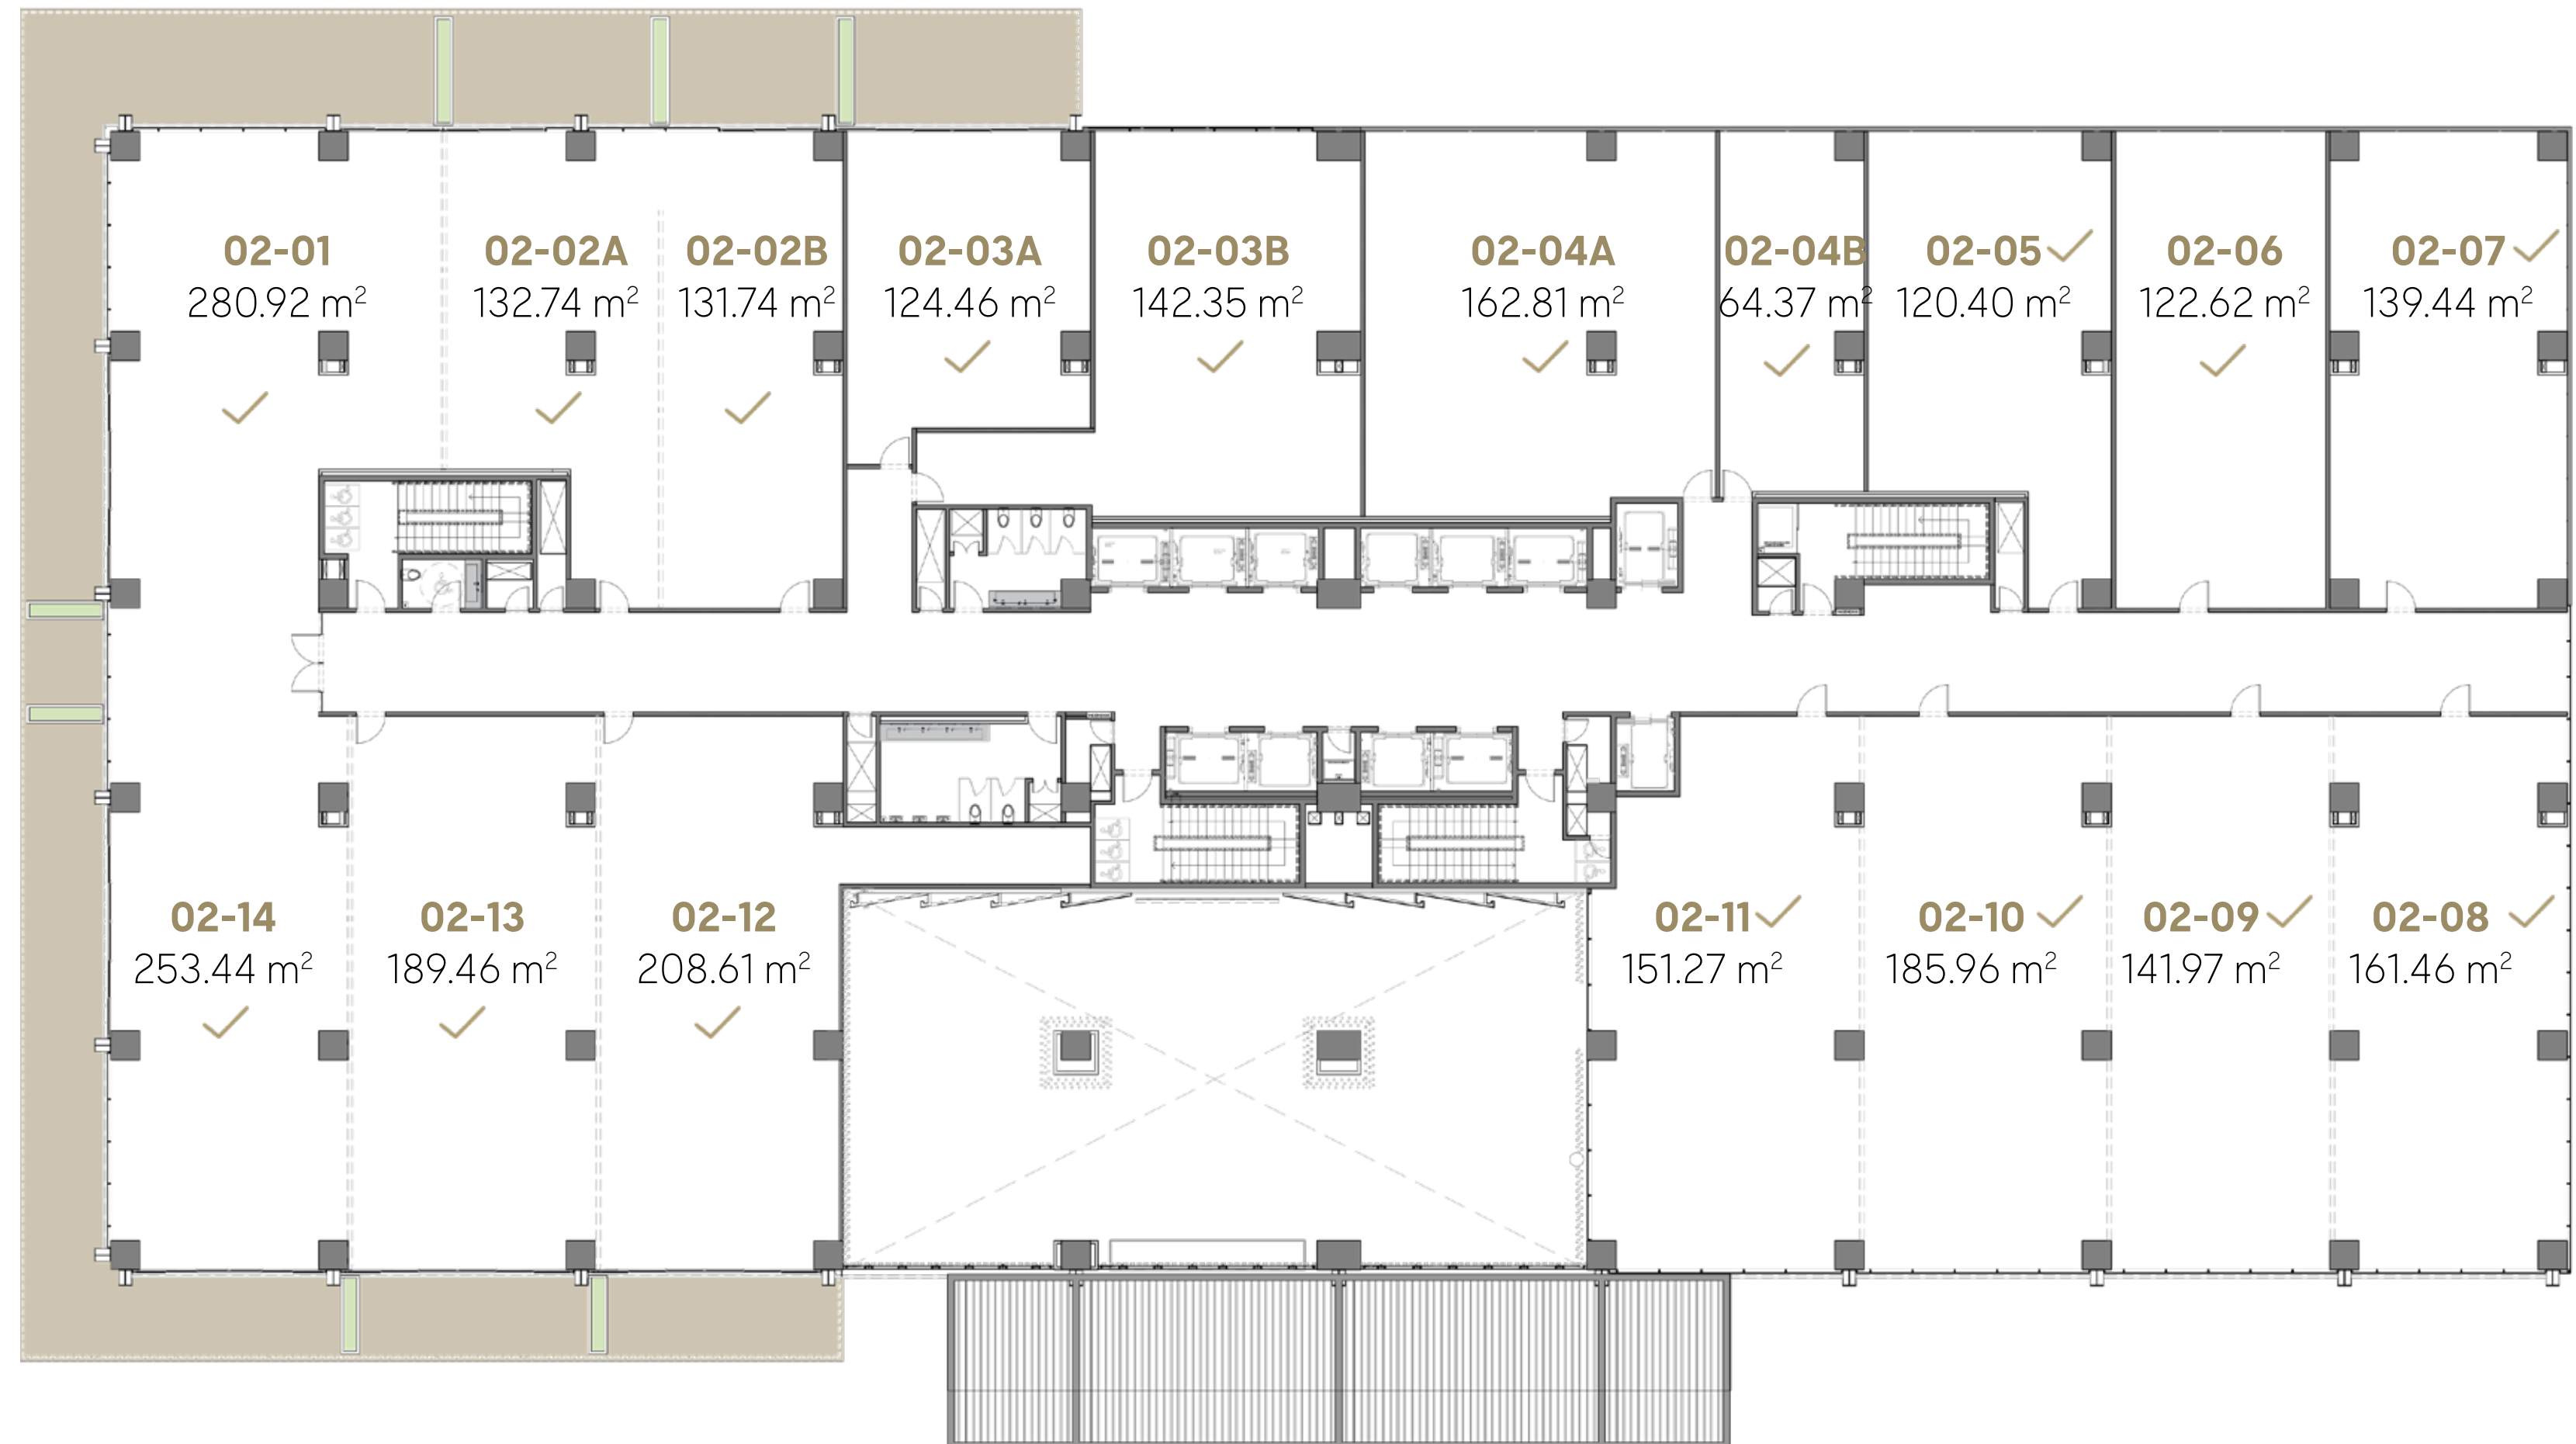 02-01
280.92 m²
02-02A
132.74 m²
02-02B
131.74 m²
02-03A
124.46 m²
02-03B
142.35 m²
02-04A
162.81 m²
02-04B
64.37 m²
02-05
120.40 m²
02-06
122.62 m²
02-07
139.44 m²
02-14
253.44 m²
02-13
189.46 m²
02-12
208.61 m²
02-11
151.27 m²
02-10
185.96 m²
02-09
141.97 m²
02-08
161.46 m²